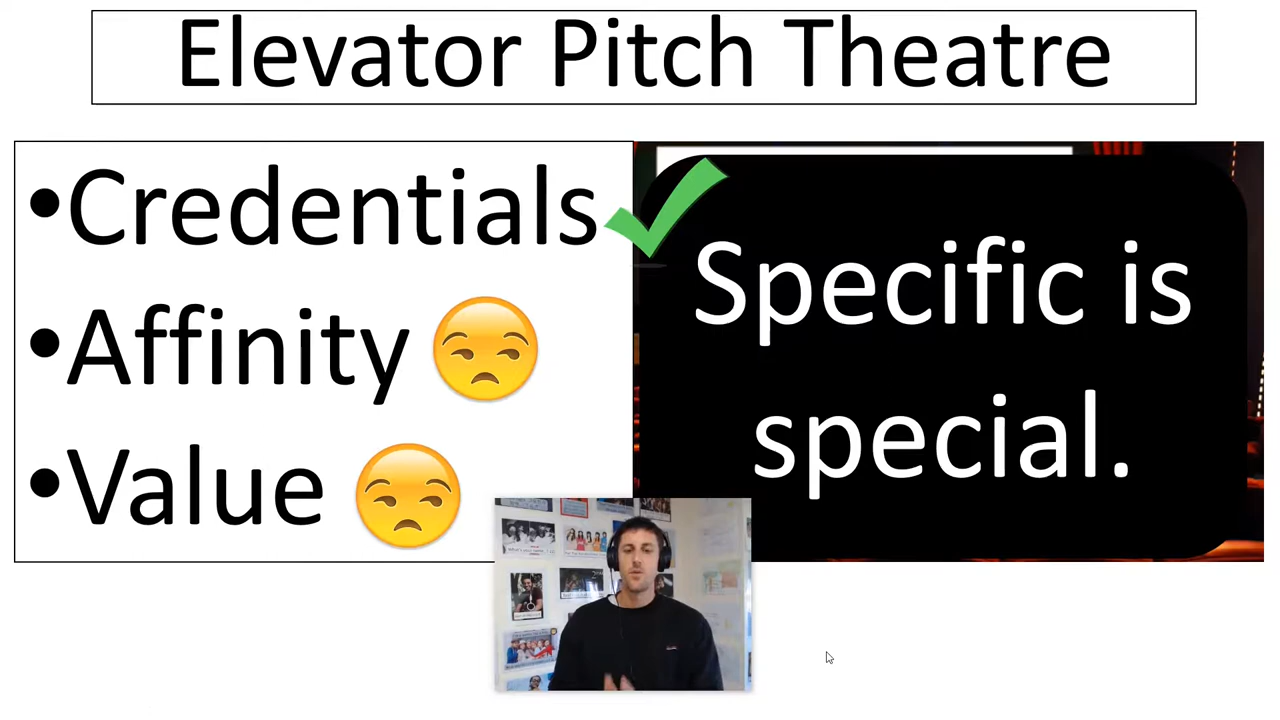 Elevator Pitch Theatre
•Credentials
•Affinity
•Value
Specific is
special.